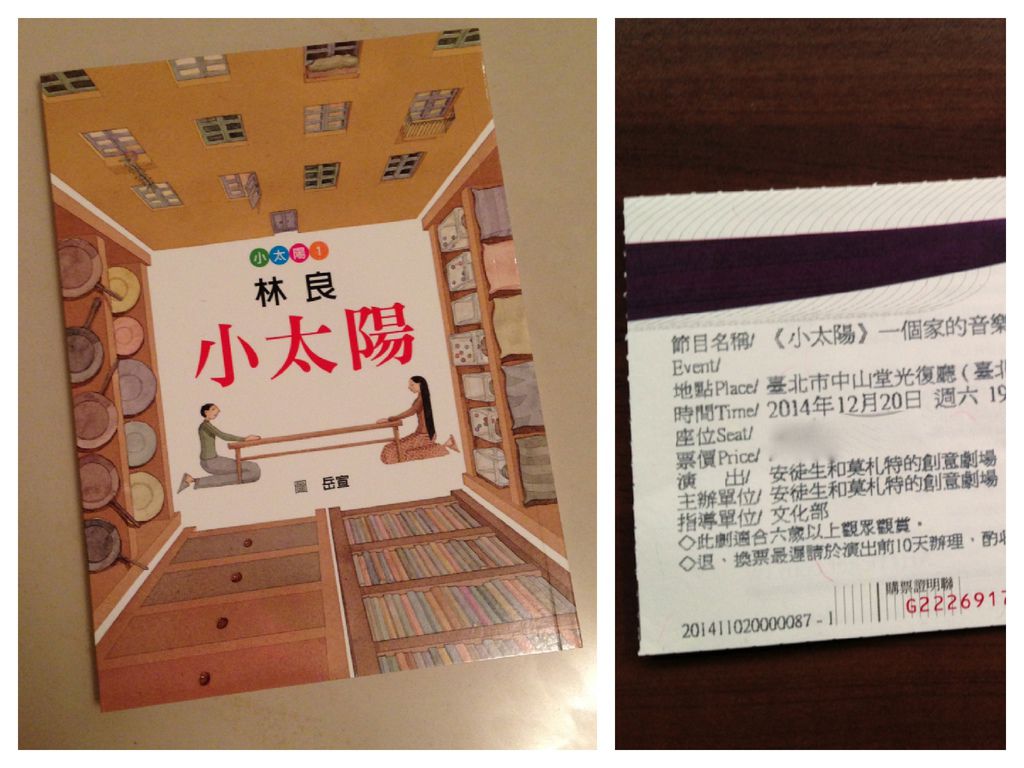 小太陽1
林良
小太陽
圖 岳宣
節目名稱/ 《小太陽》一個家的音樂
Event/
地點Place/ 臺北市中山堂光復廳(臺北
時間Time/ 2014年12月20日 週六 19
座位Seat/
票價Price/
演 出/ 安徒生和莫札特的創意劇場
主辦單位/ 安徒生和莫札特的創意劇場
指導單位/ 文化部
◇此劇適合六歲以上觀眾觀賞。
◇退、換票最遲請於演出前10天辦理，酌收
購票證明聯
G2226917
201411020000087 - 1